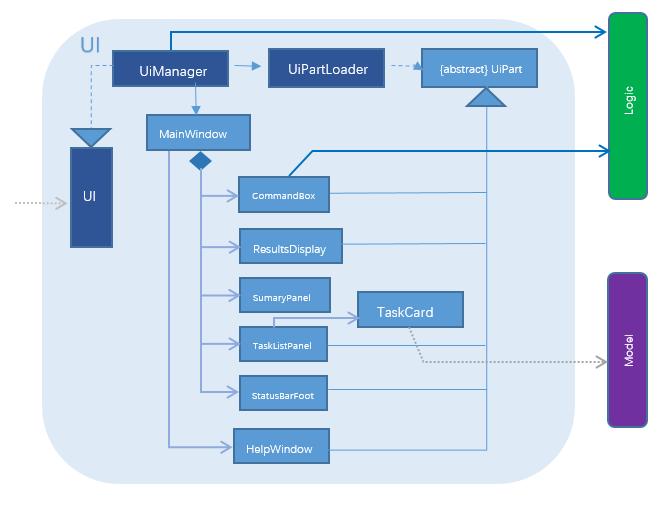 UI
UiManager
UiPartLoader
{abstract} UiPart
Logic
MainWindow
UI
CommandBox
ResultsDisplay
SumaryPanel
TaskCard
TaskListPanel
Model
StatusBarFoot
HelpWindow